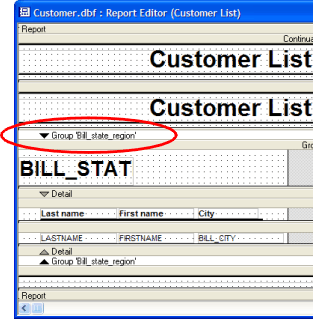 Customer.dbf : Report Editor (Customer List)
Report
Continua
Customer List
Customer List
Group 'Bill_state_region'
Gro
BILL_STAT
Detail
Last name First name City
LASTNAME FIRSTNAME BILL_CITY
Detail
Group 'Bill_state_region'
Report